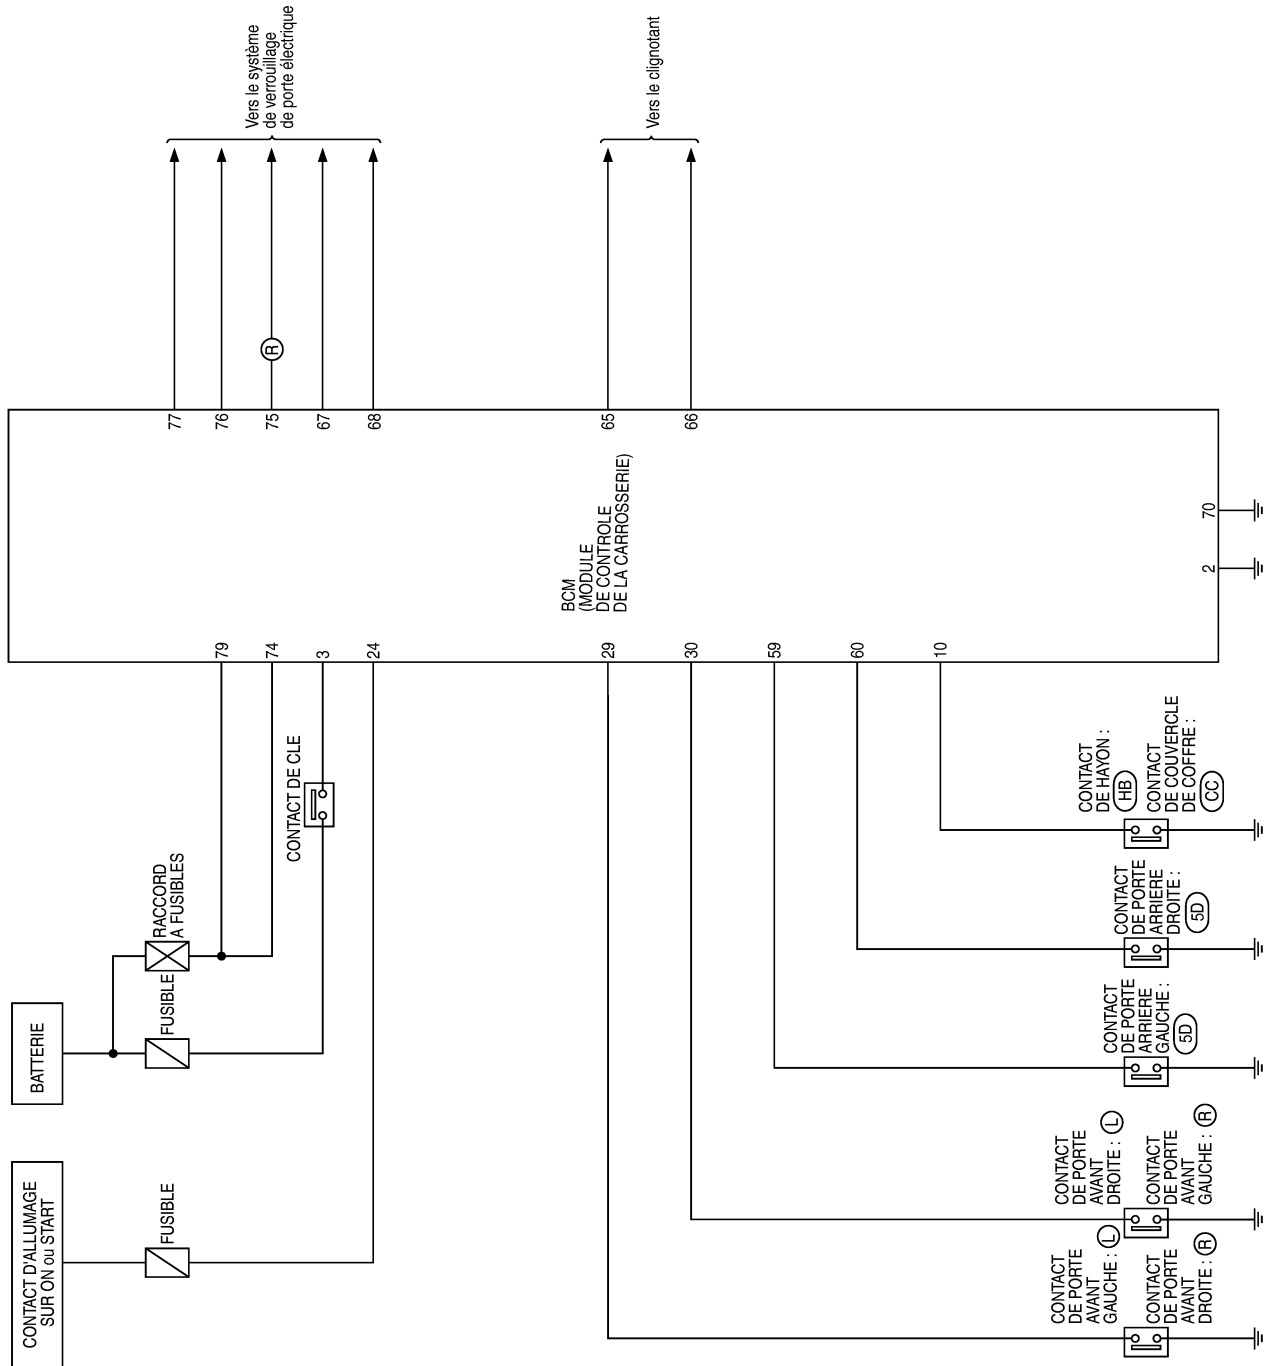 CONTACT D'ALLUMAGE
SUR ON ou START
FUSIBLE
BATTERIE
FUSIBLE
RACCORD
A FUSIBLES
CONTACT DE CLE
79
74
3
24
29
30
59
60
10
BCM
(MODULE
DE CONTROLE
DE LA CARROSSERIE)
2
70
77
76
75
67
68
65
66
R
Vers le système
de verrouillage
de porte électrique
Vers le clignotant
CONTACT
DE PORTE
AVANT
GAUCHE : L
CONTACT
DE PORTE
AVANT
DROITE : R
CONTACT
DE PORTE
AVANT
DROITE : L
CONTACT
DE PORTE
AVANT
GAUCHE : R
CONTACT
DE PORTE
ARRIERE
GAUCHE :
5D
CONTACT
DE PORTE
ARRIERE
DROITE :
5D
CONTACT
DE HAYON :
HB
CONTACT
DE COUVERCLE
DE COFFRE :
CC